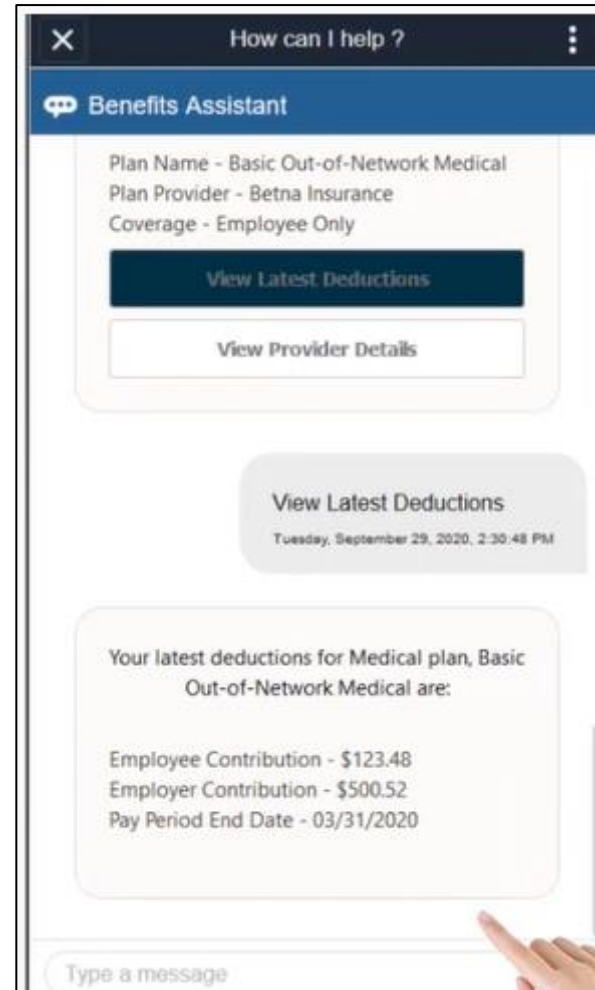 How can I help ?
Benefits Assistant
Plan Name - Basic Out-of-Network Medical
Plan Provider - Betna Insurance
Coverage - Employee Only
View Latest Deductions
View Provider Details
View Latest Deductions
Tuesday, September 29, 2020, 2:30:48 PM
Your latest deductions for Medical plan, Basic
Out-of-Network Medical are:
Employee Contribution - $123.48
Employer Contribution - $500.52
Pay Period End Date - 03/31/2020
Type a message